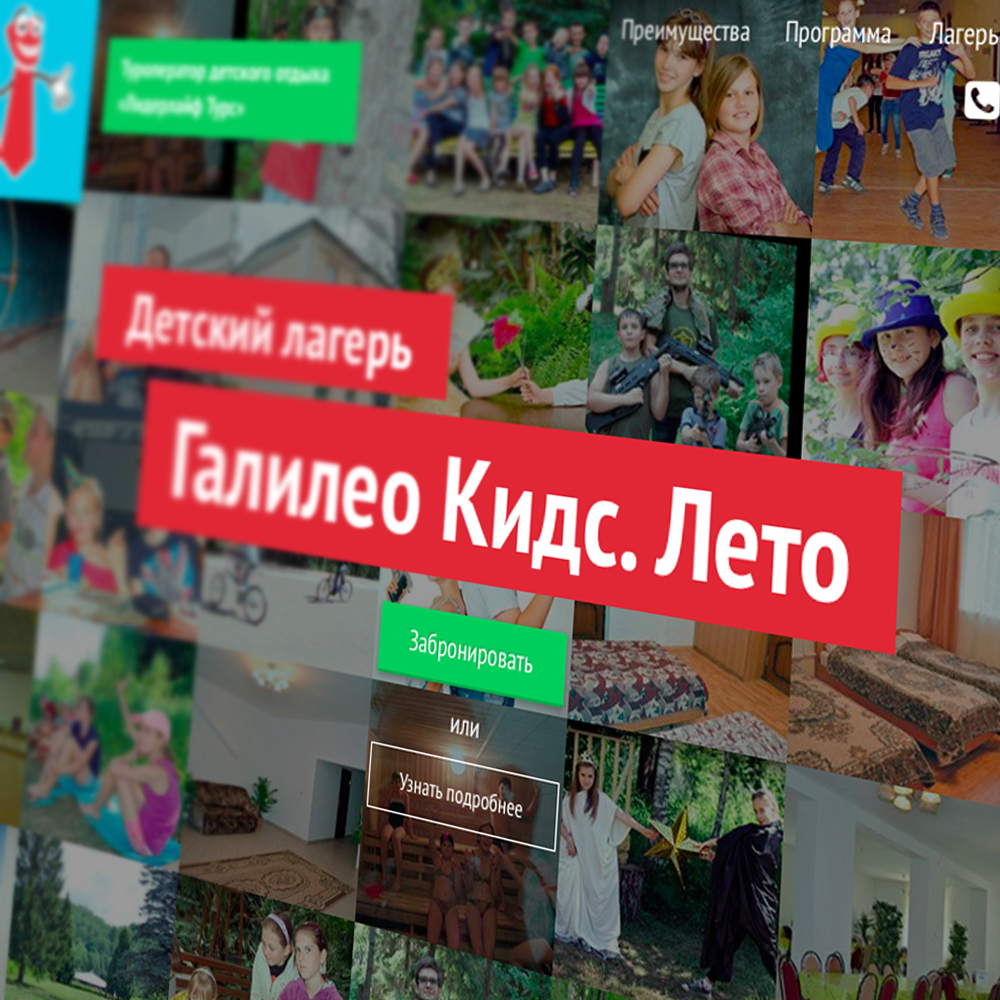 Преимущества Программа Лагерь
Туроператор детского отдыха
«Лидерлайф Турс»
Детский лагерь
Галилео Кидс. Лето
Забронировать
или
Узнать подробнее